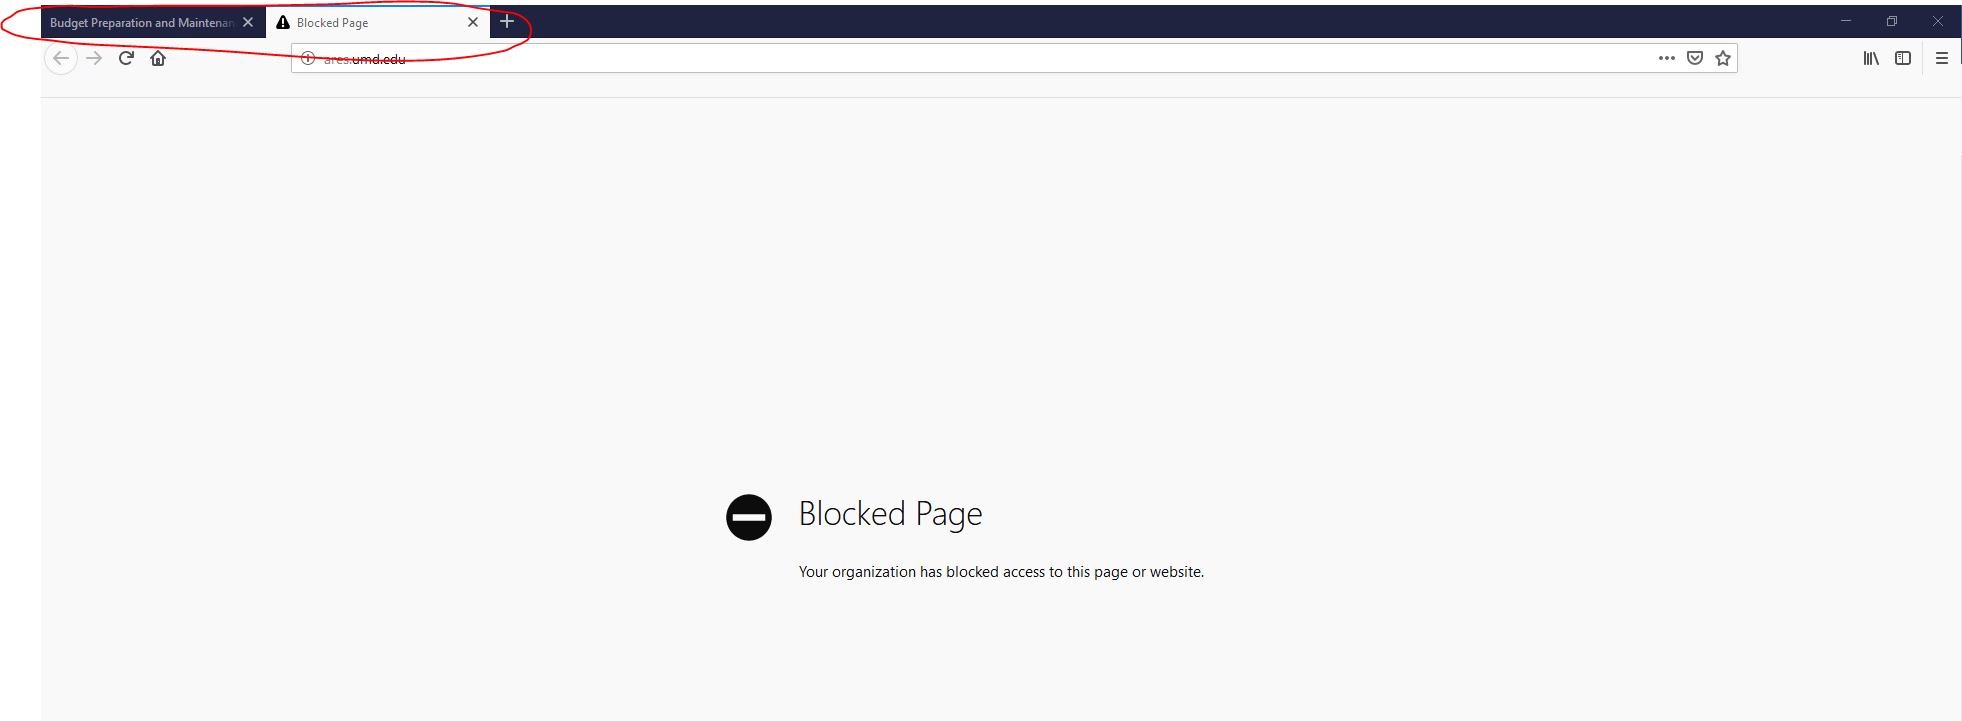 Budget Preparation and Maintenan
Blocked Page
ares.umd.edu
Blocked Page
Your organization has blocked access to this page or website.